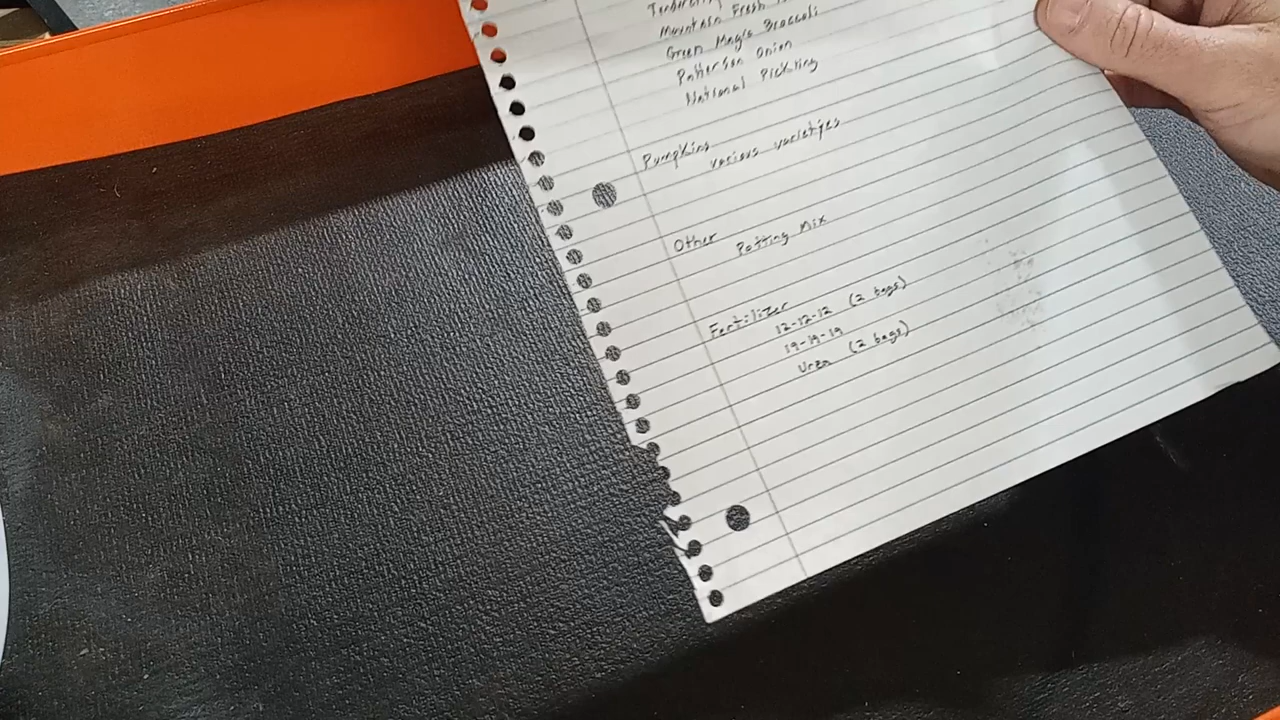 Mountain Fresh
Green Magic Broccoli
Patterson Onion
National Pickling
Pumpkins
various varietjes
Other
Potting Mix
Fertilizer
12-12-12 (2 bags)
19-19-19
Urea (2 bags)